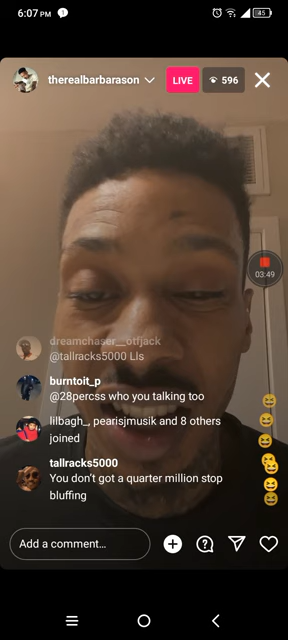 6:07 PM
45
therealbarbarason
LIVE
596
03:49
dreamchaser__otfjack
@tallracks5000 Lls
burntoit_p
@28percss who you talking too
lilbagh_, pearisjmusik and 8 others
joined
tallracks5000
You don't got a quarter million stop
bluffing
Add a comment...